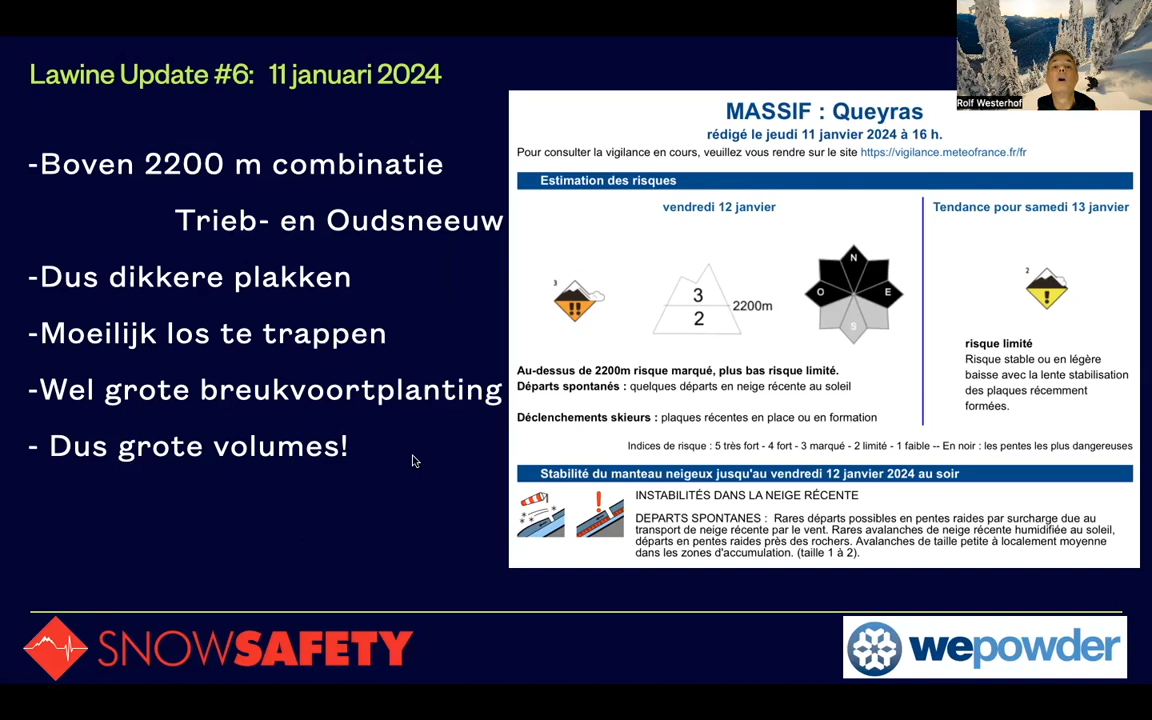 Lawine Update #6: 11 januari 2024
-Boven 2200 m combinatie
Trieb- en Oudsneeuw
-Dus dikkere plakken
-Moeilijk los te trappen
-Wel grote breukvoortplanting
- Dus grote volumes!
Rolf Westerhof
MASSIF : Queyras
rédigé le jeudi 11 janvier 2024 à 16 h.
Pour consulter la vigilance en cours, veuillez vous rendre sur le site https://vigilance.meteofrance.fr/fr
Estimation des risques
vendredi 12 janvier
3
3
2
2200m
N
O
E
S
Au-dessus de 2200m risque marqué, plus bas risque limité.
Départs spontanés : quelques départs en neige récente au soleil
Déclenchements skieurs : plaques récentes en place ou en formation
Tendance pour samedi 13 janvier
2
risque limité
Risque stable ou en légère
baisse avec la lente stabilisation
des plaques récemment
formées.
Indices de risque : 5 très fort - 4 fort - 3 marqué - 2 limité - 1 faible -- En noir : les pentes les plus dangereuses
Stabilité du manteau neigeux jusqu'au vendredi 12 janvier 2024 au soir
INSTABILITÉS DANS LA NEIGE RÉCENTE
DEPARTS SPONTANES : Rares départs possibles en pentes raides par surcharge due au
transport de neige récente par le vent. Rares avalanches de neige récente humidifiée au soleil,
départs en pentes raides près des rochers. Avalanches de taille petite à localement moyenne
dans les zones d'accumulation. (taille 1 à 2).
SNOWSAFETY
wepowder